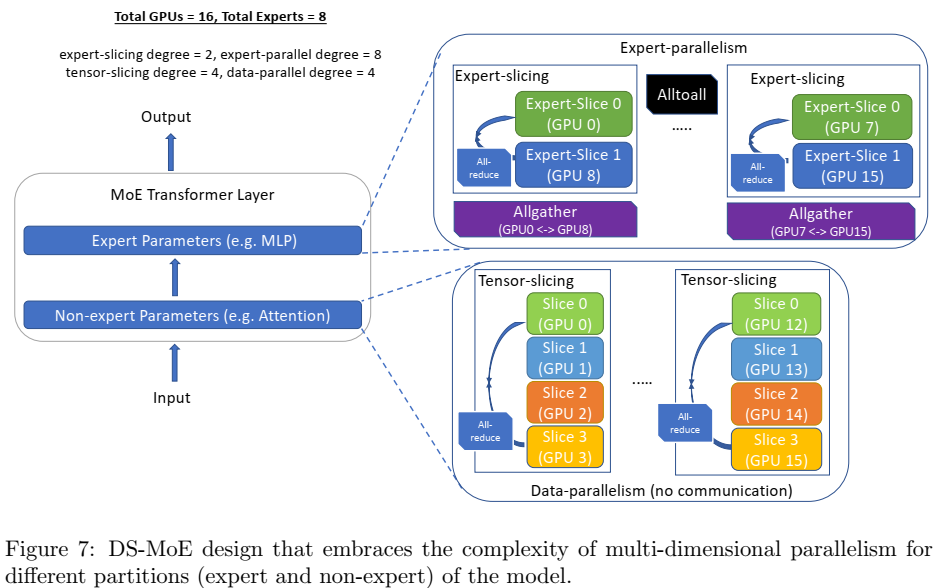 Total GPUs = 16, Total Experts = 8
expert-slicing degree = 2, expert-parallel degree = 8
tensor-slicing degree = 4, data-parallel degree = 4
Output
MoE Transformer Layer
Expert Parameters (e.g. MLP)
Non-expert Parameters (e.g. Attention)
Input
Expert-parallelism
Expert-slicing
Expert-Slice 0
(GPU 0)
Expert-Slice 1
(GPU 8)
All-
reduce
Allgather
(GPU0 <-> GPU8)
Alltoall
.....
Expert-slicing
Expert-Slice 0
(GPU 7)
Expert-Slice 1
(GPU 15)
All-
reduce
Allgather
(GPU7 <-> GPU15)
Tensor-slicing
Slice 0
(GPU 0)
Slice 1
(GPU 1)
Slice 2
(GPU 2)
Slice 3
(GPU 3)
All-
reduce
.....
Tensor-slicing
Slice 0
(GPU 12)
Slice 1
(GPU 13)
Slice 2
(GPU 14)
Slice 3
(GPU 15)
All-
reduce
Data-parallelism (no communication)
Figure 7: DS-MoE design that embraces the complexity of multi-dimensional parallelism for
different partitions (expert and non-expert) of the model.